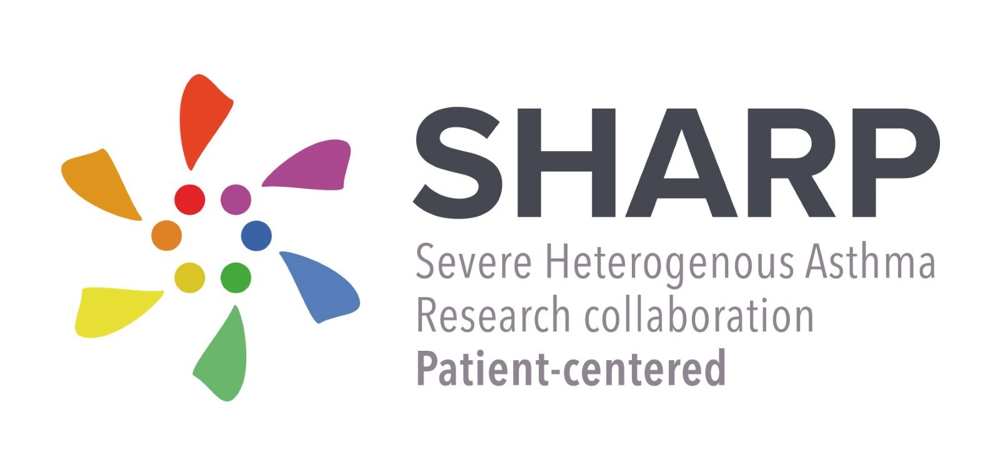 SHARP
Severe Heterogenous Asthma
Research collaboration
Patient-centered